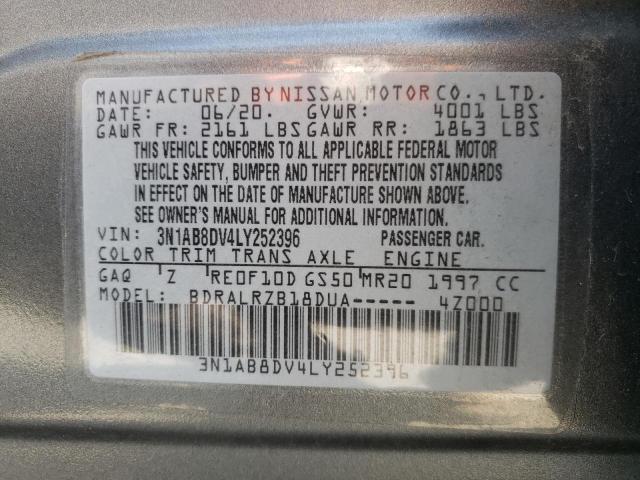 MANUFACTURED BY NISSAN MOTOR CO., LTD.
DATE: 06/20. GVWR: 4001 LBS
GAWR FR: 2161 LBS GAWR RR: 1863 LBS
THIS VEHICLE CONFORMS TO ALL APPLICABLE FEDERAL MOTOR
VEHICLE SAFETY, BUMPER AND THEFT PREVENTION STANDARDS
IN EFFECT ON THE DATE OF MANUFACTURE SHOWN ABOVE.
SEE OWNER'S MANUAL FOR ADDITIONAL INFORMATION.
VIN: 3N1AB8DV4LY252396 PASSENGER CAR.
COLOR TRIM TRANS AXLE ENGINE
GAQ Z RE0F10D GS50 MR20 1997 CC
MODEL: BDRALRZB18DUA----- 4Z000
3N1AB8DV4LY252396